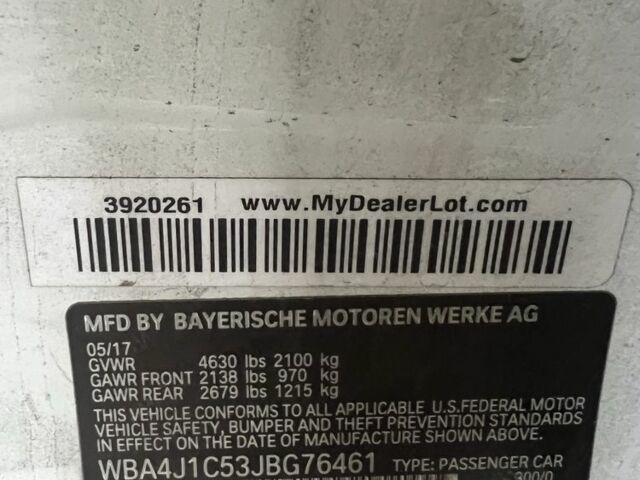 3920261 www.MyDealerLot.com
MFD BY BAYERISCHE MOTOREN WERKE AG
05/17
GVWR 4630 lbs 2100 kg
GAWR FRONT 2138 lbs 970 kg
GAWR REAR 2679 lbs 1215 kg
THIS VEHICLE CONFORMS TO ALL APPLICABLE U.S.FEDERAL MOTOR
VEHICLE SAFETY, BUMPER AND THEFT PREVENTION STANDARDS
IN EFFECT ON THE DATE OF MANUFACTURE SHOWN ABOVE.
WBA4J1C53JBG76461 TYPE: PASSENGER CAR
300/0